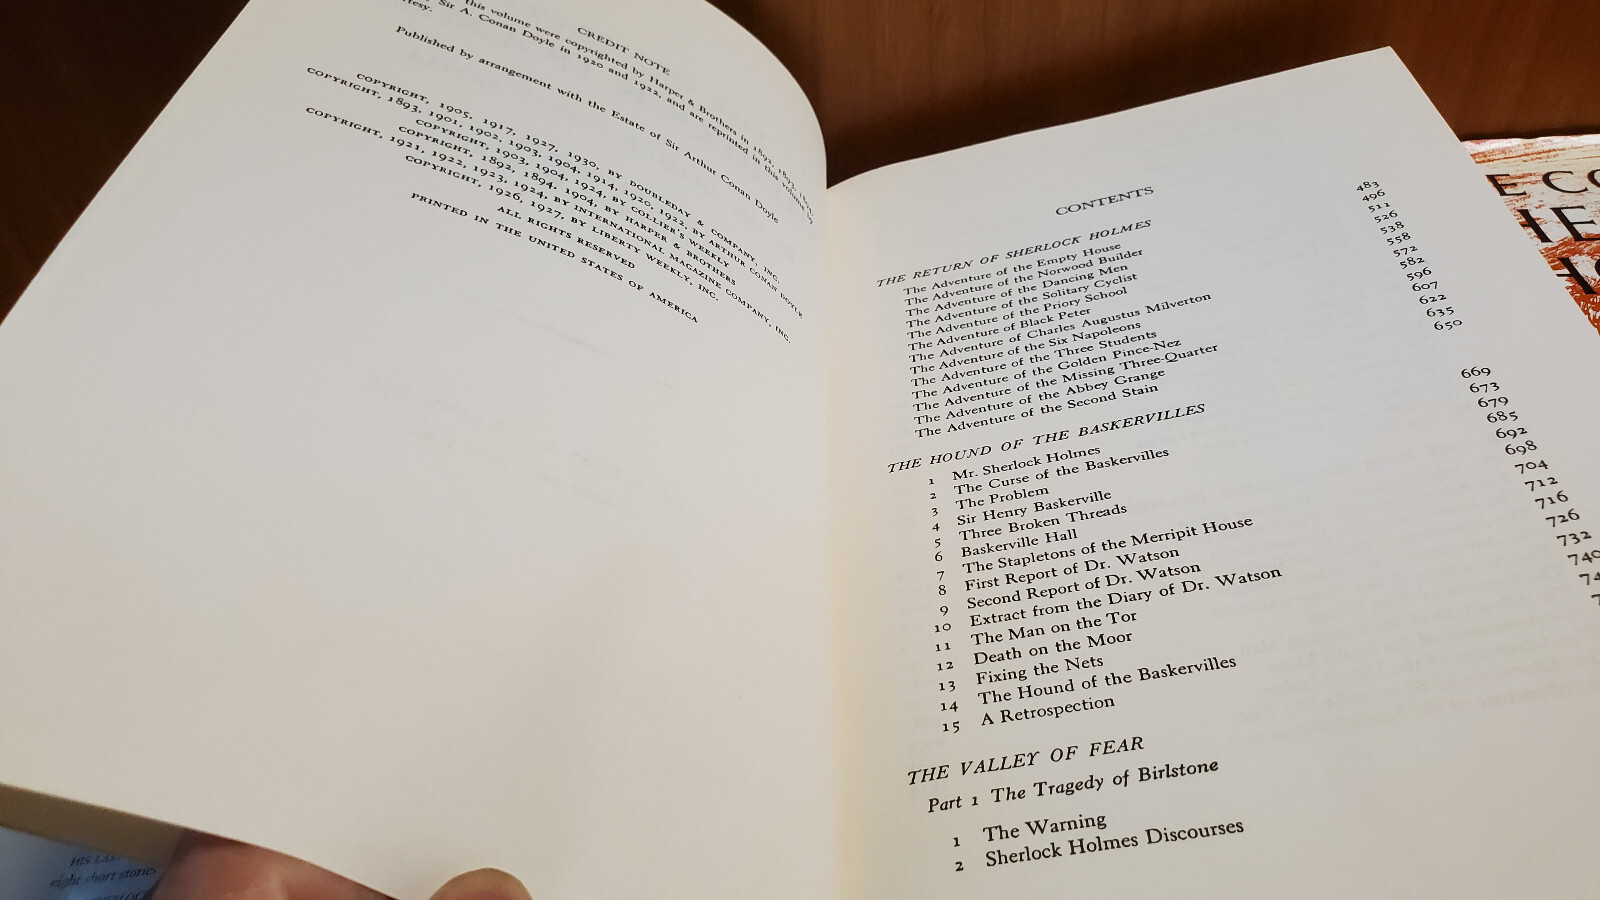 CREDIT NOTE
this volume were copyrighted by Harper & Brothers in 1892, 1893,
Sir A. Conan Doyle in 1920 and 1922, and are reprinted in this volume by
Published by arrangement with the Estate of Sir Arthur Conan Doyle
COPYRIGHT, 1905, 1917, 1927, 1930, BY DOUBLEDAY & COMPANY, INC.
COPYRIGHT, 1893, 1901, 1902, 1903, 1904, 1914, 1920, 1922, BY ARTHUR CONAN DOYLE
COPYRIGHT, 1903, 1904, 1924, BY COLLIER'S WEEKLY
COPYRIGHT, 1892, 1894, 1904, BY HARPER & BROTHERS
COPYRIGHT, 1921, 1922, 1923, 1924, BY INTERNATIONAL MAGAZINE COMPANY, INC.
COPYRIGHT, 1926, 1927, BY LIBERTY WEEKLY, INC.
ALL RIGHTS RESERVED
PRINTED IN THE UNITED STATES OF AMERICA
CONTENTS
THE RETURN OF SHERLOCK HOLMES
The Adventure of the Empty House 483
The Adventure of the Norwood Builder 496
The Adventure of the Dancing Men 511
The Adventure of the Solitary Cyclist 526
The Adventure of the Priory School 538
The Adventure of Black Peter 558
The Adventure of Charles Augustus Milverton 572
The Adventure of the Six Napoleons 582
The Adventure of the Three Students 596
The Adventure of the Golden Pince-Nez 607
The Adventure of the Missing Three-Quarter 622
The Adventure of the Abbey Grange 635
The Adventure of the Second Stain 650
THE HOUND OF THE BASKERVILLES
1 Mr. Sherlock Holmes 669
2 The Curse of the Baskervilles 673
3 The Problem 679
4 Sir Henry Baskerville 685
5 Three Broken Threads 692
6 Baskerville Hall 698
7 The Stapletons of the Merripit House 704
8 First Report of Dr. Watson 712
9 Second Report of Dr. Watson 716
10 Extract from the Diary of Dr. Watson 726
11 The Man on the Tor 732
12 Death on the Moor 740
13 Fixing the Nets
14 The Hound of the Baskervilles
15 A Retrospection
THE VALLEY OF FEAR
Part 1 The Tragedy of Birlstone
1 The Warning
2 Sherlock Holmes Discourses
HIS
eight short stories